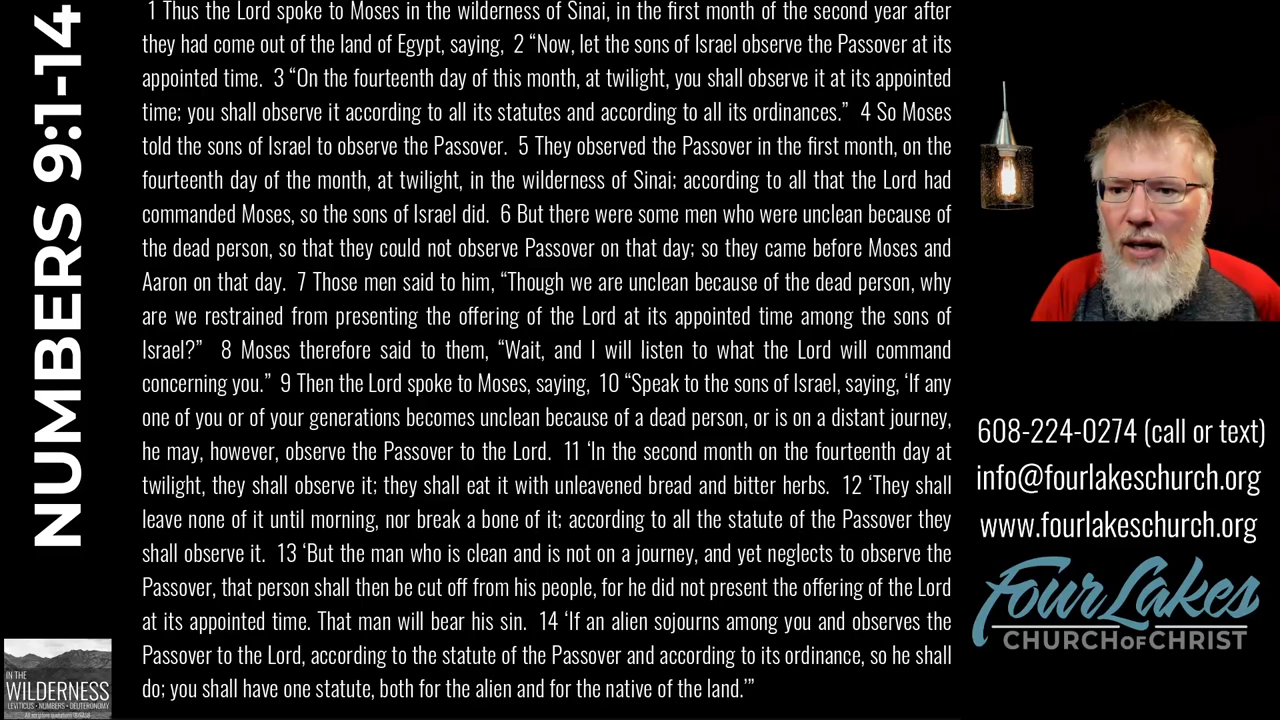 NUMBERS 9:1-14
1 Thus the Lord spoke to Moses in the wilderness of Sinai, in the first month of the second year after
they had come out of the land of Egypt, saying, 2 “Now, let the sons of Israel observe the Passover at its
appointed time. 3 “On the fourteenth day of this month, at twilight, you shall observe it at its appointed
time; you shall observe it according to all its statutes and according to all its ordinances.” 4 So Moses
told the sons of Israel to observe the Passover. 5 They observed the Passover in the first month, on the
fourteenth day of the month, at twilight, in the wilderness of Sinai; according to all that the Lord had
commanded Moses, so the sons of Israel did. 6 But there were some men who were unclean because of
the dead person, so that they could not observe Passover on that day; so they came before Moses and
Aaron on that day. 7 Those men said to him, “Though we are unclean because of the dead person, why
are we restrained from presenting the offering of the Lord at its appointed time among the sons of
Israel?” 8 Moses therefore said to them, “Wait, and I will listen to what the Lord will command
concerning you.” 9 Then the Lord spoke to Moses, saying, 10 “Speak to the sons of Israel, saying, ‘If any
one of you or of your generations becomes unclean because of a dead person, or is on a distant journey,
he may, however, observe the Passover to the Lord. 11 ‘In the second month on the fourteenth day at
twilight, they shall observe it; they shall eat it with unleavened bread and bitter herbs. 12 ‘They shall
leave none of it until morning, nor break a bone of it; according to all the statute of the Passover they
shall observe it. 13 ‘But the man who is clean and is not on a journey, and yet neglects to observe the
Passover, that person shall then be cut off from his people, for he did not present the offering of the Lord
at its appointed time. That man will bear his sin. 14 ‘If an alien sojourns among you and observes the
Passover to the Lord, according to the statute of the Passover and according to its ordinance, so he shall
do; you shall have one statute, both for the alien and for the native of the land.’”
608-224-0274 (call or text)
info@fourlakeschurch.org
www.fourlakeschurch.org
Four Lakes
CHURCH OF CHRIST
IN THE
WILDERNESS
LEVITICUS • NUMBERS • DEUTERONOMY
All scripture quotations ©NASB